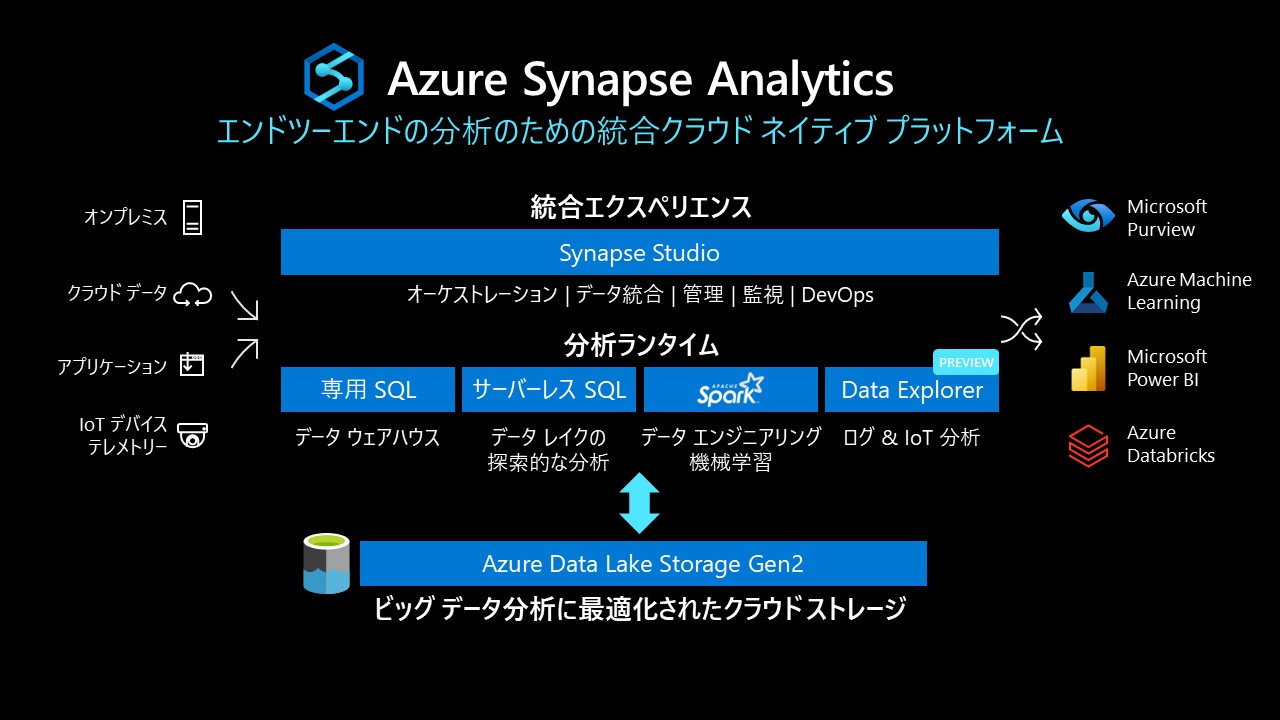 Azure Synapse Analytics
エンドツーエンドの分析のための統合クラウド ネイティブ プラットフォーム
オンプレミス
クラウド データ
アプリケーション
IoT デバイス
テレメトリー
統合エクスペリエンス
Synapse Studio
オーケストレーション | データ統合 | 管理 | 監視 | DevOps
分析ランタイム
専用 SQL
データ ウェアハウス
サーバーレス SQL
データ レイクの
探索的な分析
APACHE
Spark
データ エンジニアリング
機械学習
PREVIEW
Data Explorer
ログ & IoT 分析
Azure Data Lake Storage Gen2
ビッグ データ分析に最適化されたクラウド ストレージ
Microsoft
Purview
Azure Machine
Learning
Microsoft
Power BI
Azure
Databricks